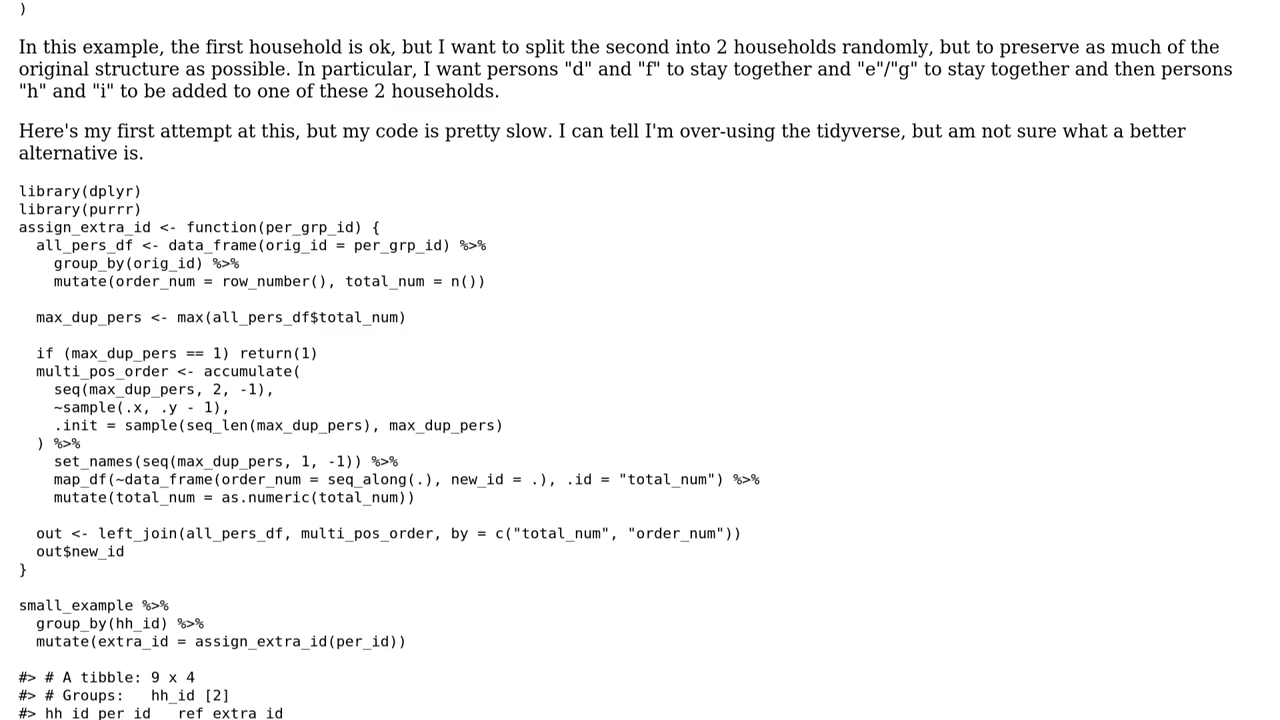 )
In this example, the first household is ok, but I want to split the second into 2 households randomly, but to preserve as much of the
original structure as possible. In particular, I want persons "d" and "f" to stay together and "e"/"g" to stay together and then persons
"h" and "i" to be added to one of these 2 households.
Here's my first attempt at this, but my code is pretty slow. I can tell I'm over-using the tidyverse, but am not sure what a better
alternative is.
library(dplyr)
library(purrr)
assign_extra_id <- function(per_grp_id) {
  all_pers_df <- data_frame(orig_id = per_grp_id) %>%
    group_by(orig_id) %>%
    mutate(order_num = row_number(), total_num = n())
  max_dup_pers <- max(all_pers_df$total_num)
  if (max_dup_pers == 1) return(1)
  multi_pos_order <- accumulate(
    seq(max_dup_pers, 2, -1),
    ~sample(.x, .y - 1),
    .init = sample(seq_len(max_dup_pers), max_dup_pers)
  ) %>%
    set_names(seq(max_dup_pers, 1, -1)) %>%
    map_df(~data_frame(order_num = seq_along(.), new_id = .), .id = "total_num") %>%
    mutate(total_num = as.numeric(total_num))
  out <- left_join(all_pers_df, multi_pos_order, by = c("total_num", "order_num"))
  out$new_id
}
small_example %>%
  group_by(hh_id) %>%
  mutate(extra_id = assign_extra_id(per_id))
#> # A tibble: 9 x 4
#> # Groups:   hh_id [2]
#> hh_id per_id   ref extra_id